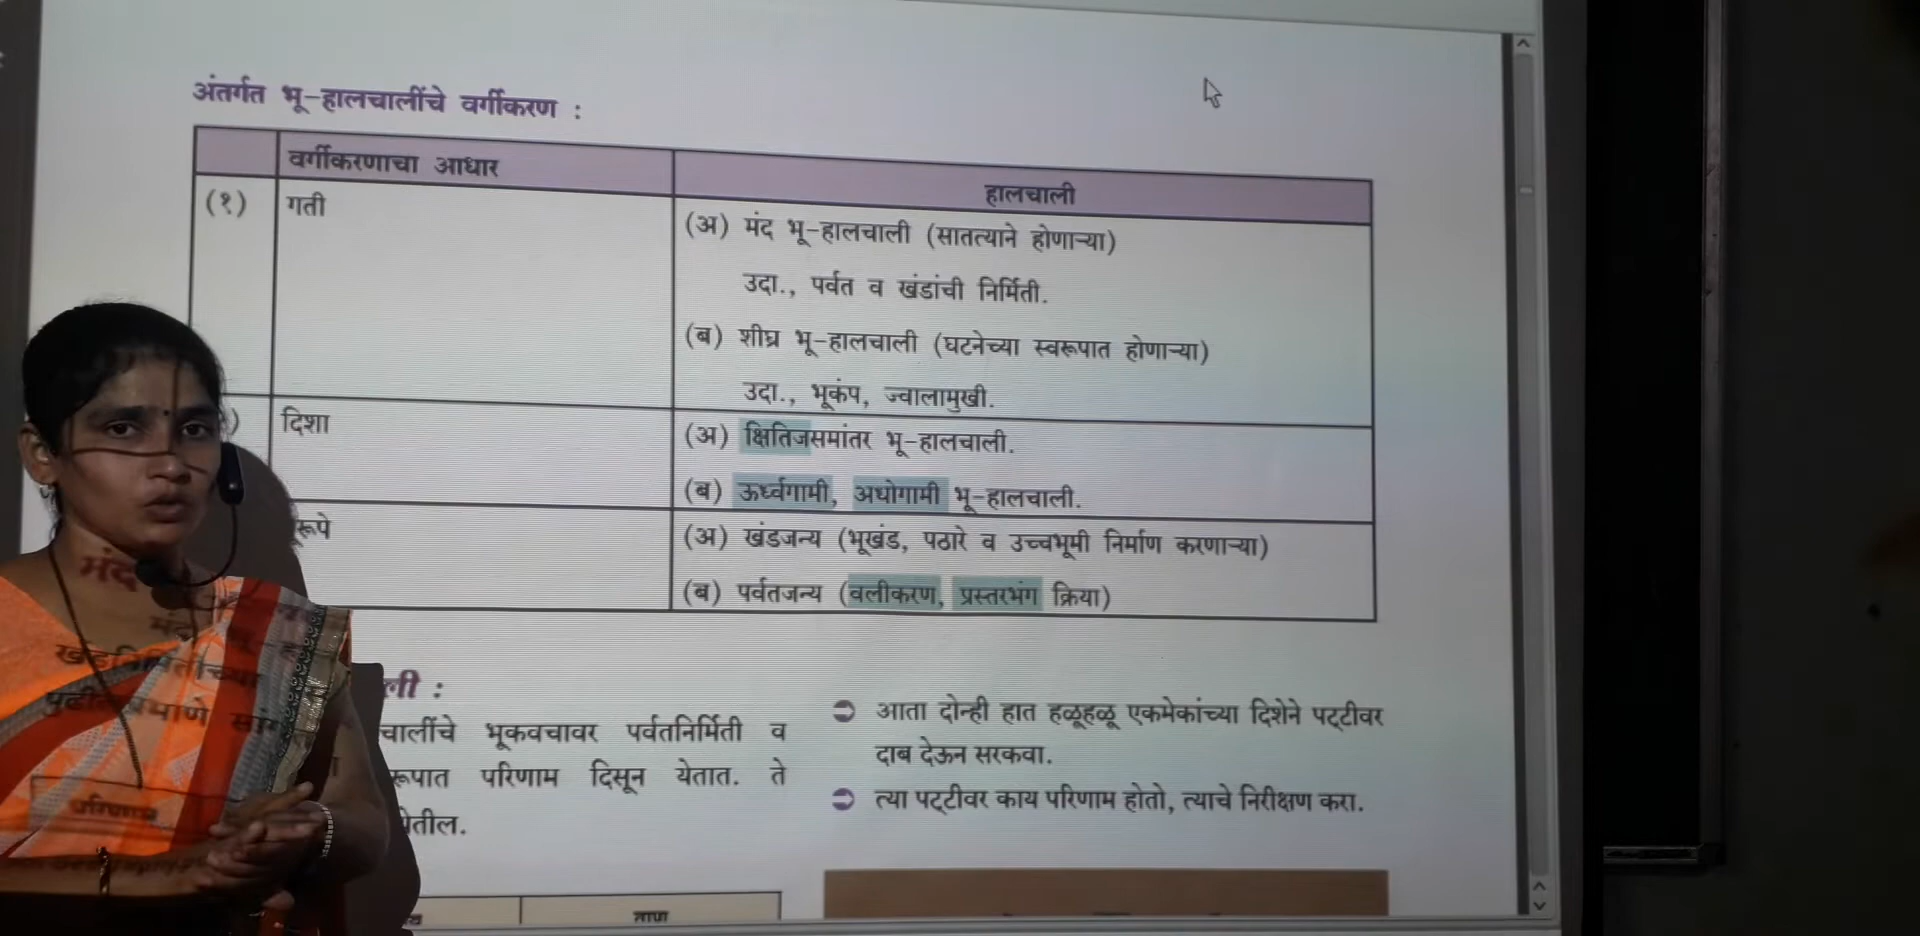 अंतर्गत भू-हालचालींचे वर्गीकरण :
वर्गीकरणाचा आधार
हालचाली
(१) गती
(अ) मंद भू-हालचाली (सातत्याने होणाऱ्या)
उदा., पर्वत व खंडांची निर्मिती.
(ब) शीघ्र भू-हालचाली (घटनेच्या स्वरूपात होणाऱ्या)
उदा., भूकंप, ज्वालामुखी.
दिशा
(अ) क्षितिजसमांतर भू-हालचाली.
(ब) ऊर्ध्वगामी, अधोगामी भू-हालचाली.
(अ) खंडजन्य (भूखंड, पठारे व उच्चभूमी निर्माण करणाऱ्या)
(ब) पर्वतजन्य (वलीकरण, प्रस्तरभंग क्रिया)
ली :
चालींचे भूकवचावर पर्वतनिर्मिती व
रूपात परिणाम दिसून येतात. ते
आता दोन्ही हात हळूहळू एकमेकांच्या दिशेने पट्टीवर
दाब देऊन सरकवा.
त्या पट्टीवर काय परिणाम होतो, त्याचे निरीक्षण करा.
ताण
मंद